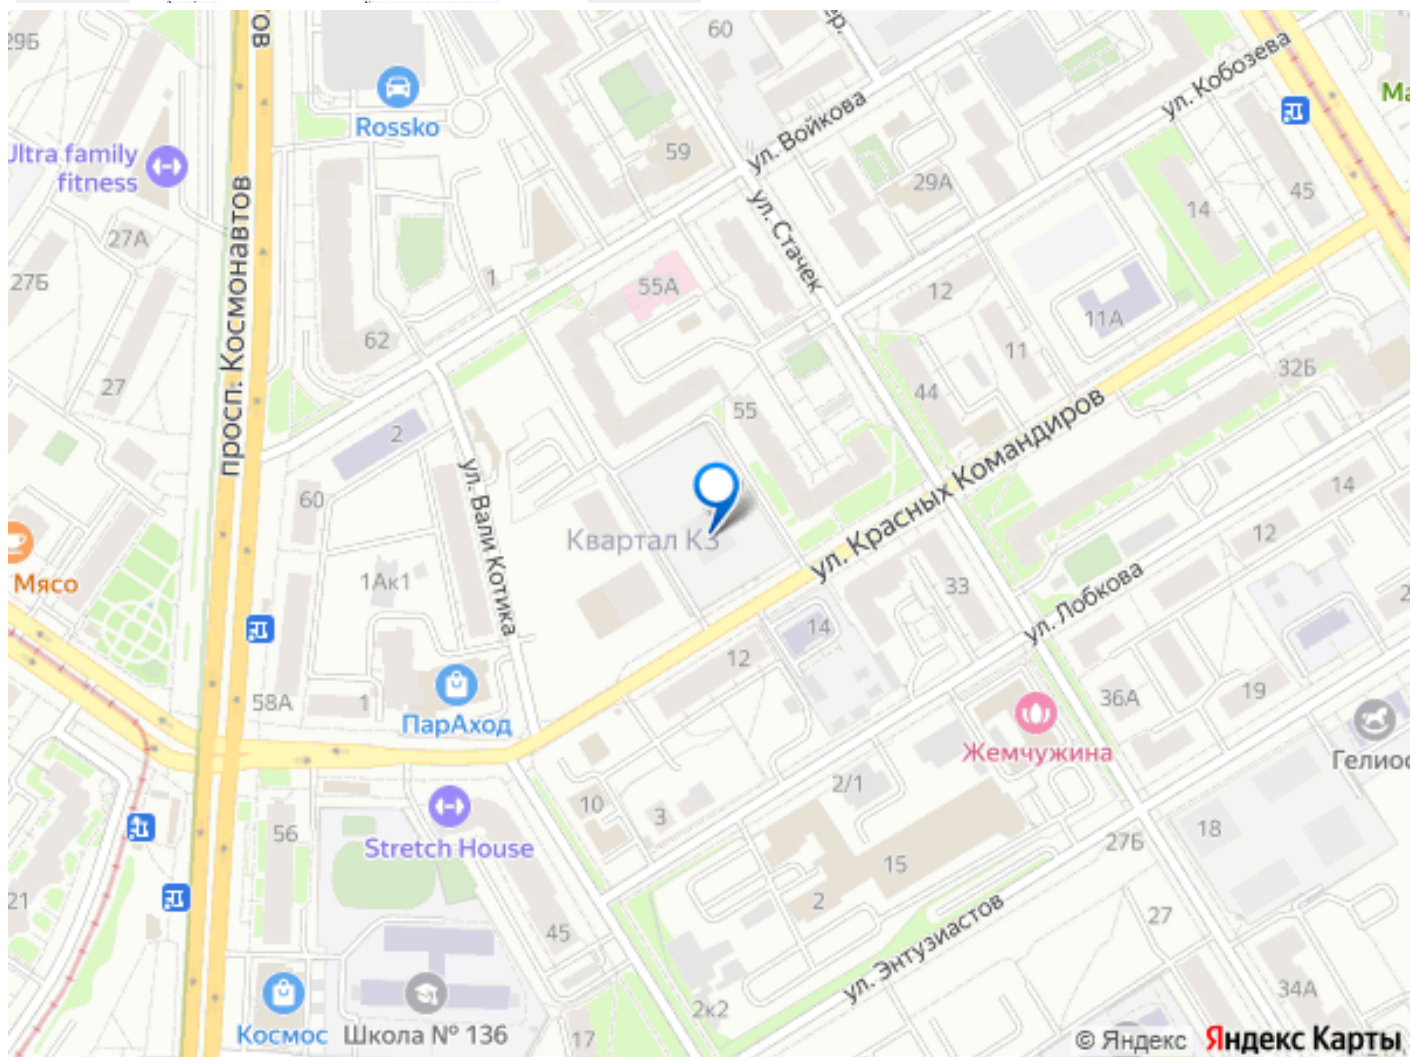 29Б
60
ул. Кобозева
Ма
Rossko
ул. Войкова
Ultra family
fitness
59
29А
45
14
27А
просп. Космонавтов
ул. Стачек
27Б
1
55А
12
11А
62
11
32Б
27
44
55
2
ул. Красных Командиров
60
ул. Вали Котика
14
Квартал К3
12
Мясо
1Ак1
33
ул. Лобкова
14
12
58А
1
36А
19
ПарАход
Жемчужина
Гелиос
2/1
10
3
56
18
Stretch House
27Б
15
21
2
27
45
ул. Энтузиастов
34А
2к2
Космос
Школа № 136
17
© Яндекс Яндекс Карты